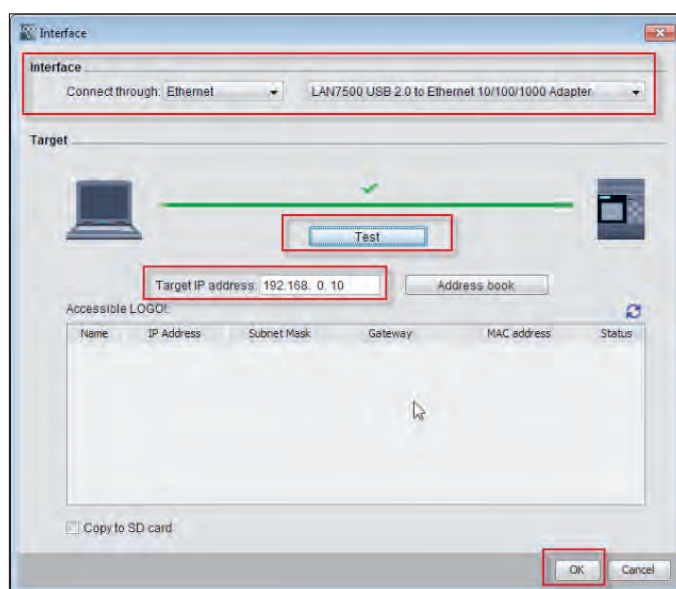 Interface
Interface
Connect through: Ethernet LAN7500 USB 2.0 to Ethernet 10/100/1000 Adapter
Target
Test
Target IP address: 192.168. 0. 10 Address book
Accessible LOGO!:
Name IP Address Subnet Mask Gateway MAC address Status
Copy to SD card
OK Cancel